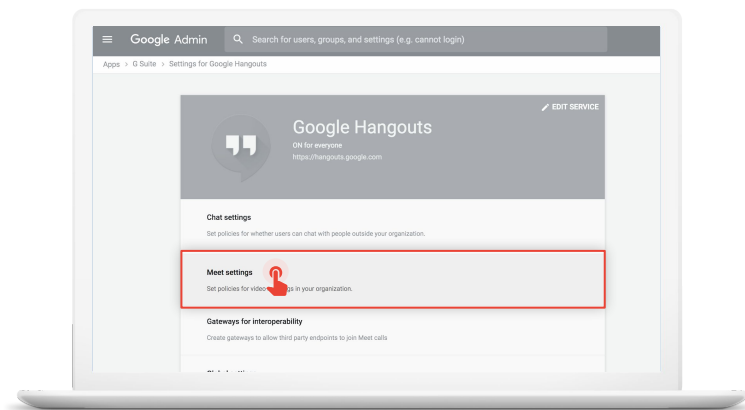 Google Admin
Search for users, groups, and settings (e.g. cannot login)
Apps > G Suite > Settings for Google Hangouts
EDIT SERVICE
Google Hangouts
ON for everyone
https://hangouts.google.com
Chat settings
Set policies for whether users can chat with people outside your organization.
Meet settings
Set policies for video in your organization.
Gateways for interoperability
Create gateways to allow third party endpoints to join Meet calls